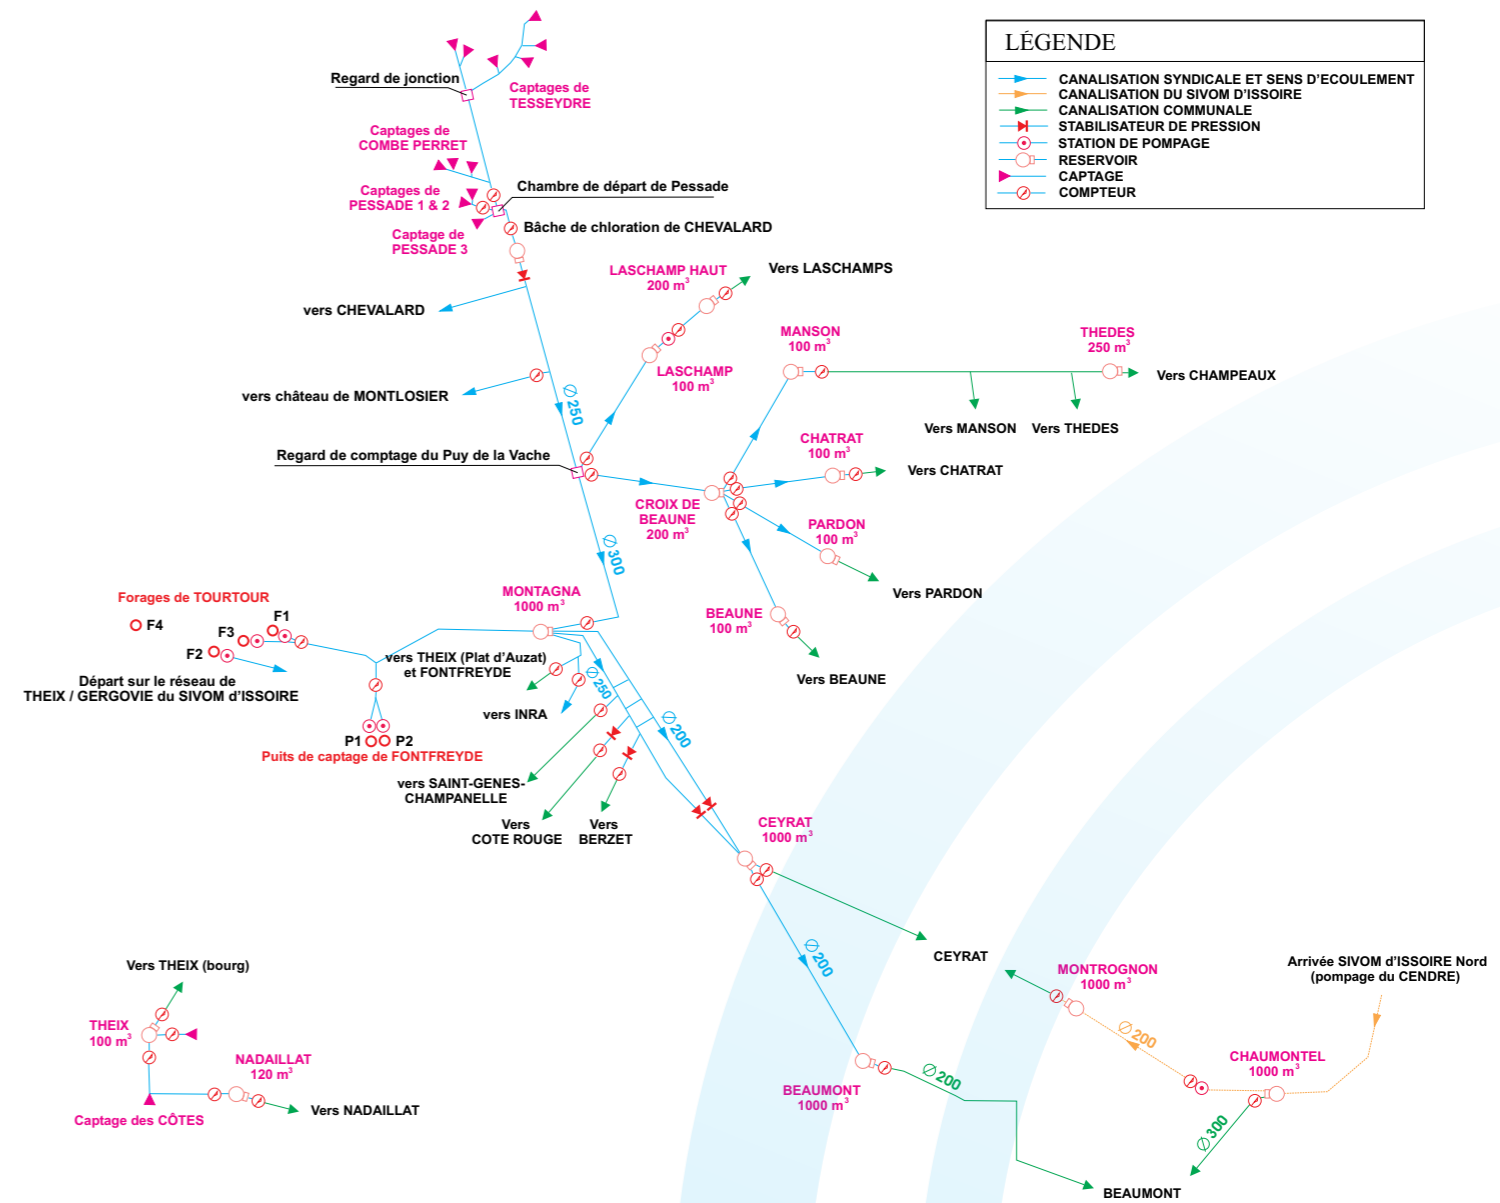 LÉGENDE
CANALISATION SYNDICALE ET SENS D'ECOULEMENT
CANALISATION DU SIVOM D'ISSOIRE
CANALISATION COMMUNALE
STABILISATEUR DE PRESSION
STATION DE POMPAGE
RESERVOIR
CAPTAGE
COMPTEUR
Regard de jonction
Captages de
TESSEYDRE
Captages de
COMBE PERRET
Captages de
PESSADE 1 & 2
Chambre de départ de Pessade
Captage de
PESSADE 3
Bâche de chloration de CHEVALARD
vers CHEVALARD
LASCHAMP HAUT
200 m³
Vers LASCHAMPS
LASCHAMP
100 m³
MANSON
100 m³
THEDES
250 m³
Vers CHAMPEAUX
Vers MANSON
Vers THEDES
vers château de MONTLOSIER
Ø 250
Regard de comptage du Puy de la Vache
CHATRAT
100 m³
Vers CHATRAT
CROIX DE
BEAUNE
200 m³
PARDON
100 m³
Vers PARDON
Ø 300
BEAUNE
100 m³
Vers BEAUNE
MONTAGNA
1000 m³
Forages de TOURTOUR
F4
F1
F3
F2
Départ sur le réseau de
THEIX / GERGOVIE du SIVOM d'ISSOIRE
P1
P2
Puits de captage de FONTFREYDE
vers THEIX (Plat d'Auzat)
et FONTFREYDE
vers INRA
Ø 250
Ø 200
vers SAINT-GENES-
CHAMPANELLE
Vers
COTE ROUGE
Vers
BERZET
CEYRAT
1000 m³
Ø 200
CEYRAT
MONTROGNON
1000 m³
Arrivée SIVOM d'ISSOIRE Nord
(pompage du CENDRE)
Ø 200
CHAUMONTEL
1000 m³
BEAUMONT
1000 m³
Ø 200
Ø 300
BEAUMONT
Vers THEIX (bourg)
THEIX
100 m³
NADAILLAT
120 m³
Vers NADAILLAT
Captage des CÔTES